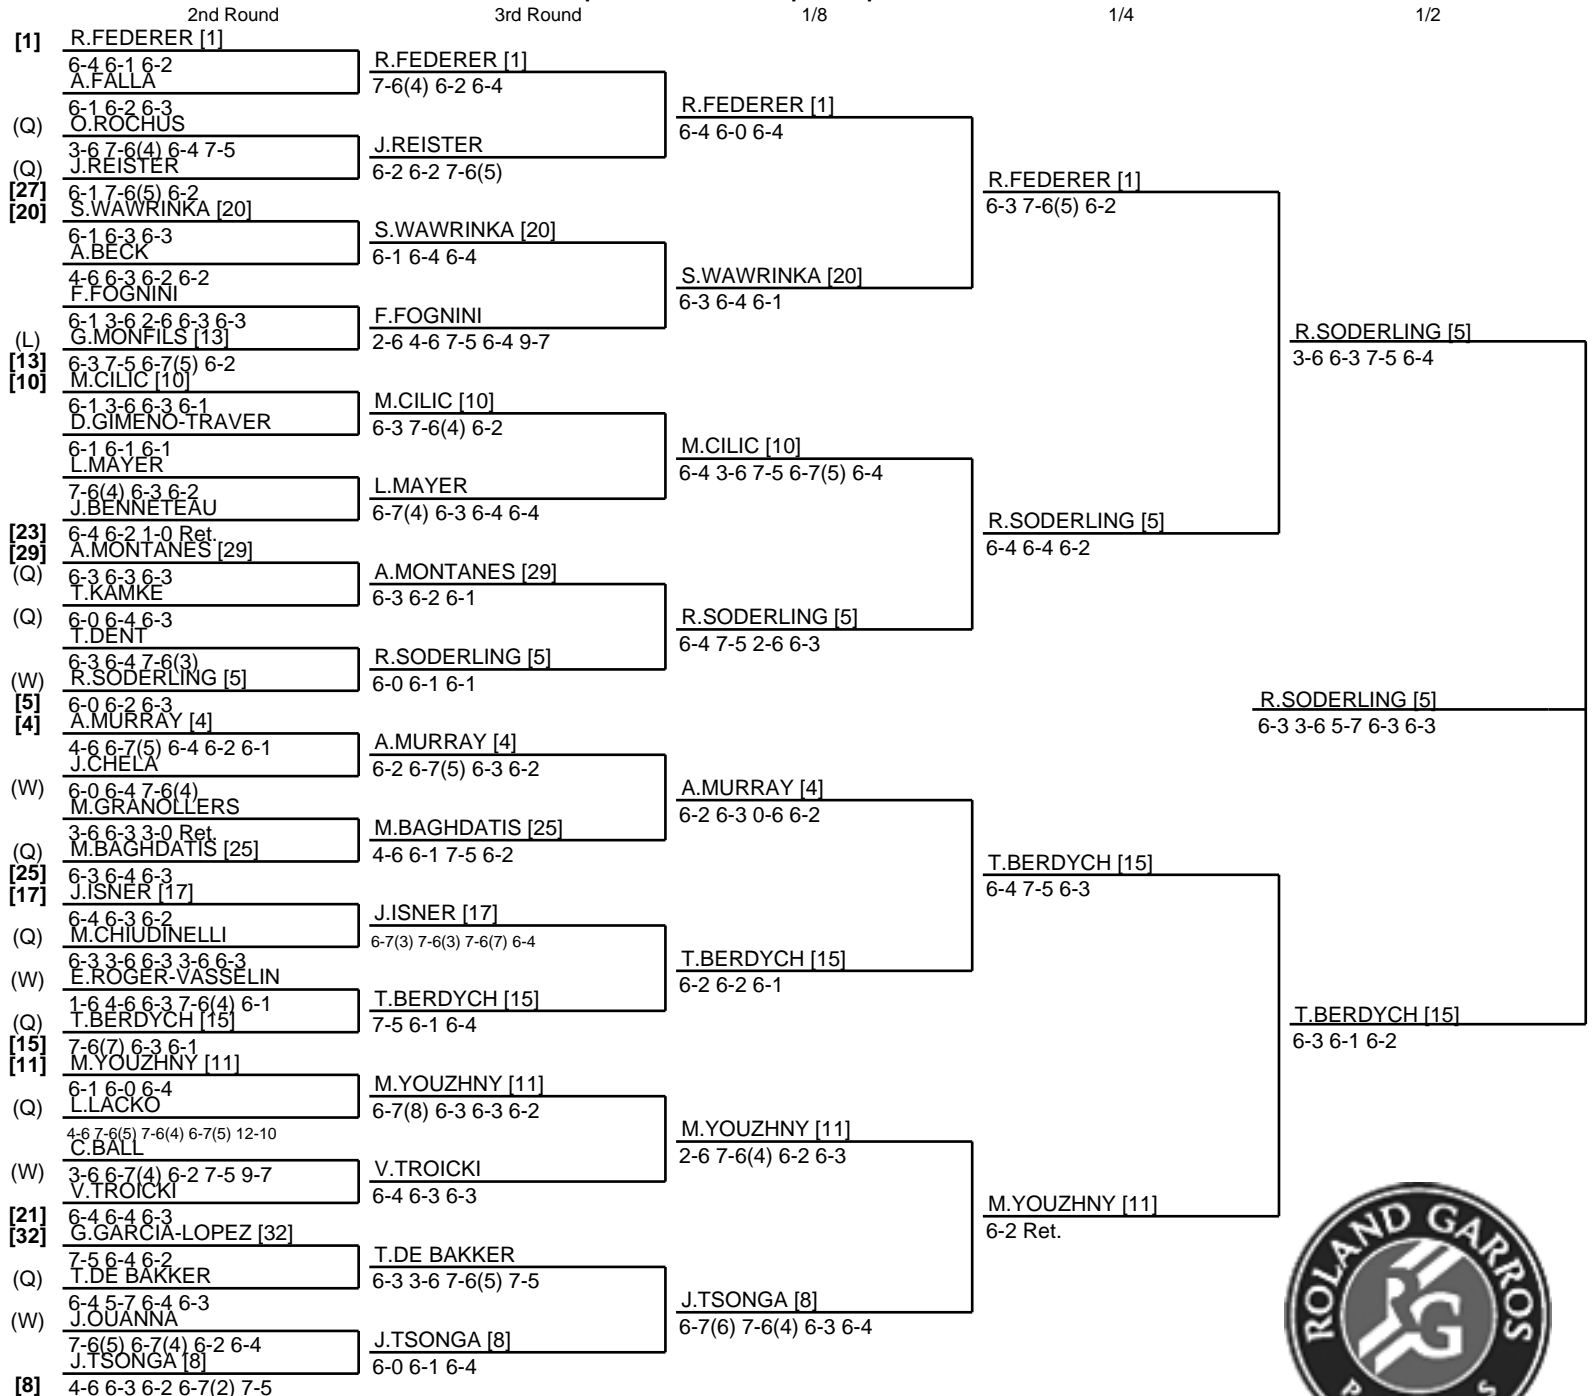 2nd Round
3rd Round
1/8
1/4
1/2
[1]
R.FEDERER [1]
6-4 6-1 6-2
A.FALLA
6-1 6-2 6-3
(Q)
O.ROCHUS
3-6 7-6(4) 6-4 7-5
(Q)
J.REISTER
[27]
6-1 7-6(5) 6-2
[20]
S.WAWRINKA [20]
6-1 6-3 6-3
A.BECK
4-6 6-3 6-2 6-2
F.FOGNINI
6-1 3-6 2-6 6-3 6-3
(L)
G.MONFILS [13]
[13]
6-3 7-5 6-7(5) 6-2
[10]
M.CILIC [10]
6-1 3-6 6-3 6-1
D.GIMENO-TRAVER
6-1 6-1 6-1
L.MAYER
7-6(4) 6-3 6-2
J.BENNETEAU
[23]
6-4 6-2 1-0 Ret.
[29]
A.MONTANES [29]
(Q)
6-3 6-3 6-3
T.KAMKE
(Q)
6-0 6-4 6-3
T.DENT
6-3 6-4 7-6(3)
(W)
R.SODERLING [5]
[5]
6-0 6-2 6-3
[4]
A.MURRAY [4]
4-6 6-7(5) 6-4 6-2 6-1
J.CHELA
(W)
6-0 6-4 7-6(4)
M.GRANOLLERS
3-6 6-3 3-0 Ret.
(Q)
M.BAGHDATIS [25]
[25]
6-3 6-4 6-3
[17]
J.ISNER [17]
6-4 6-3 6-2
(Q)
M.CHIUDINELLI
6-3 3-6 6-3 3-6 6-3
(W)
E.ROGER-VASSELIN
1-6 4-6 6-3 7-6(4) 6-1
(Q)
T.BERDYCH [15]
[15]
7-6(7) 6-3 6-1
[11]
M.YOUZHNY [11]
6-1 6-0 6-4
(Q)
L.LACKO
4-6 7-6(5) 7-6(4) 6-7(5) 12-10
C.BALL
(W)
3-6 6-7(4) 6-2 7-5 9-7
V.TROICKI
[21]
6-4 6-4 6-3
[32]
G.GARCIA-LOPEZ [32]
7-5 6-4 6-2
(Q)
T.DE BAKKER
6-4 5-7 6-4 6-3
(W)
J.OUANNA
7-6(5) 6-7(4) 6-2 6-4
J.TSONGA [8]
[8]
4-6 6-3 6-2 6-7(2) 7-5
R.FEDERER [1]
7-6(4) 6-2 6-4
J.REISTER
6-2 6-2 7-6(5)
S.WAWRINKA [20]
6-1 6-4 6-4
F.FOGNINI
2-6 4-6 7-5 6-4 9-7
M.CILIC [10]
6-3 7-6(4) 6-2
L.MAYER
6-7(4) 6-3 6-4 6-4
A.MONTANES [29]
6-3 6-2 6-1
R.SODERLING [5]
6-0 6-1 6-1
A.MURRAY [4]
6-2 6-7(5) 6-3 6-2
M.BAGHDATIS [25]
4-6 6-1 7-5 6-2
J.ISNER [17]
6-7(3) 7-6(3) 7-6(7) 6-4
T.BERDYCH [15]
7-5 6-1 6-4
M.YOUZHNY [11]
6-7(8) 6-3 6-3 6-2
V.TROICKI
6-4 6-3 6-3
T.DE BAKKER
6-3 3-6 7-6(5) 7-5
J.TSONGA [8]
6-0 6-1 6-4
R.FEDERER [1]
6-4 6-0 6-4
S.WAWRINKA [20]
6-3 6-4 6-1
M.CILIC [10]
6-4 3-6 7-5 6-7(5) 6-4
R.SODERLING [5]
6-4 7-5 2-6 6-3
A.MURRAY [4]
6-2 6-3 0-6 6-2
T.BERDYCH [15]
6-2 6-2 6-1
M.YOUZHNY [11]
2-6 7-6(4) 6-2 6-3
J.TSONGA [8]
6-7(6) 7-6(4) 6-3 6-4
R.FEDERER [1]
6-3 7-6(5) 6-2
R.SODERLING [5]
6-4 6-4 6-2
T.BERDYCH [15]
6-4 7-5 6-3
M.YOUZHNY [11]
6-2 Ret.
R.SODERLING [5]
3-6 6-3 7-5 6-4
T.BERDYCH [15]
6-3 6-1 6-2
R.SODERLING [5]
6-3 3-6 5-7 6-3 6-3
ROLAND GARROS
RG